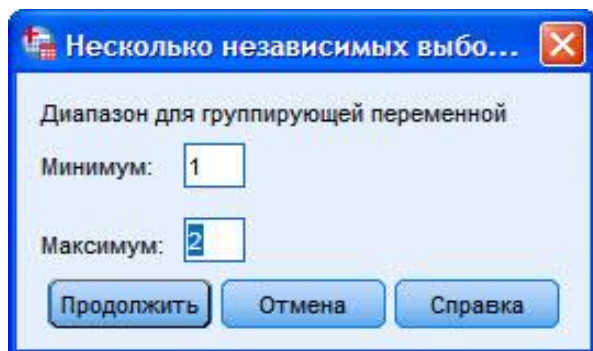 Несколько независимых выбо...
Диапазон для группирующей переменной
Минимум: 1
Максимум: 2
Продолжить Отмена Справка